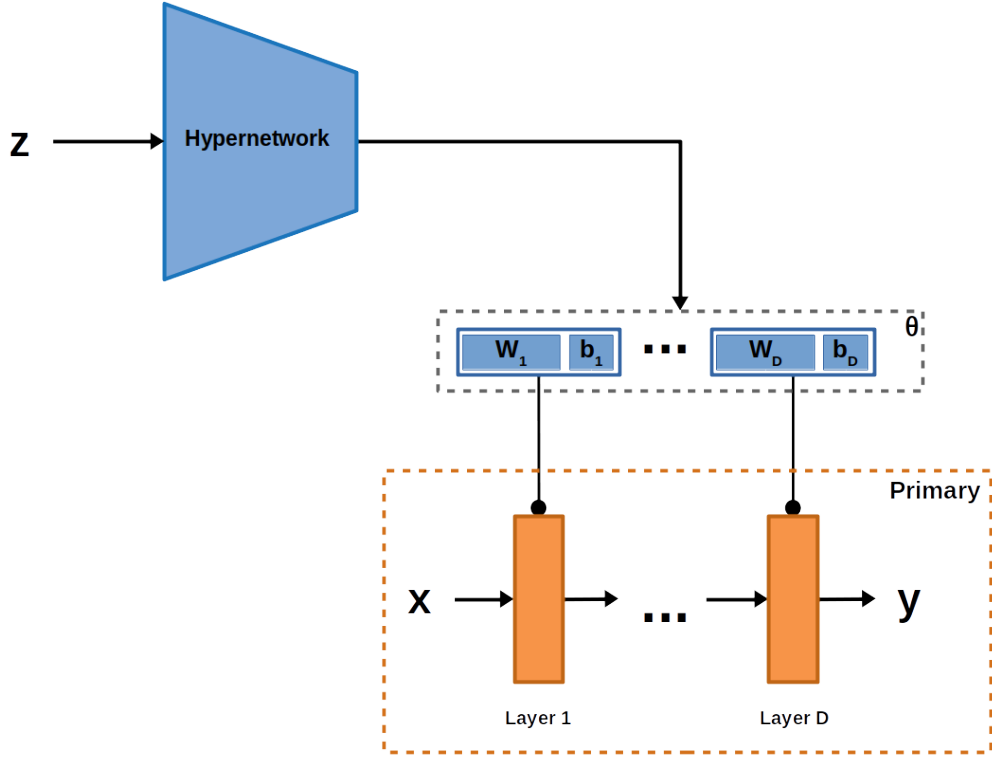 z
Hypernetwork
θ
W1 b1 ... WD bD
Primary
x ... y
Layer 1 Layer D